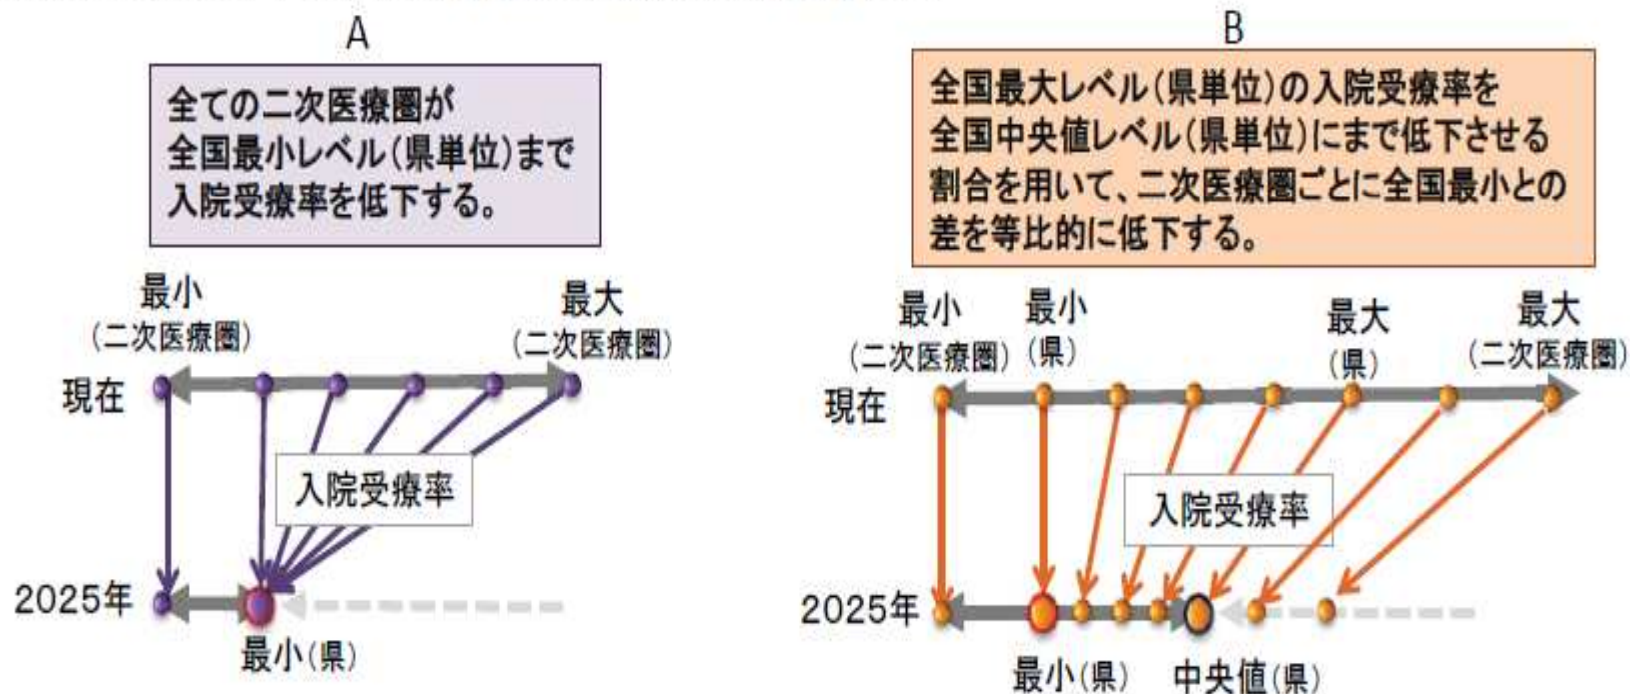 A
全ての二次医療圏が
全国最小レベル(県単位)まで
入院受療率を低下する。
最小
(二次医療圏)
最大
(二次医療圏)
現在
入院受療率
2025年
最小(県)
B
全国最大レベル(県単位)の入院受療率を
全国中央値レベル(県単位)にまで低下させる
割合を用いて、二次医療圏ごとに全国最小との
差を等比的に低下する。
最小
(二次医療圏)
最小
(県)
最大
(県)
最大
(二次医療圏)
現在
入院受療率
2025年
最小(県)
中央値(県)